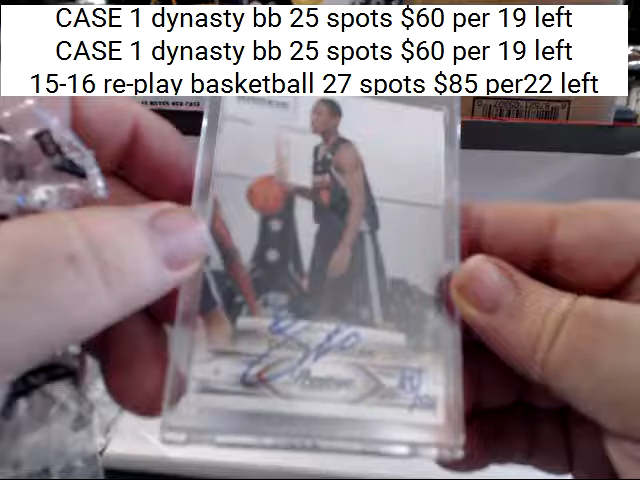 CASE 1 dynasty bb 25 spots $60 per 19 left
CASE 1 dynasty bb 25 spots $60 per 19 left
15-16 re-play basketball 27 spots $85 per22 left